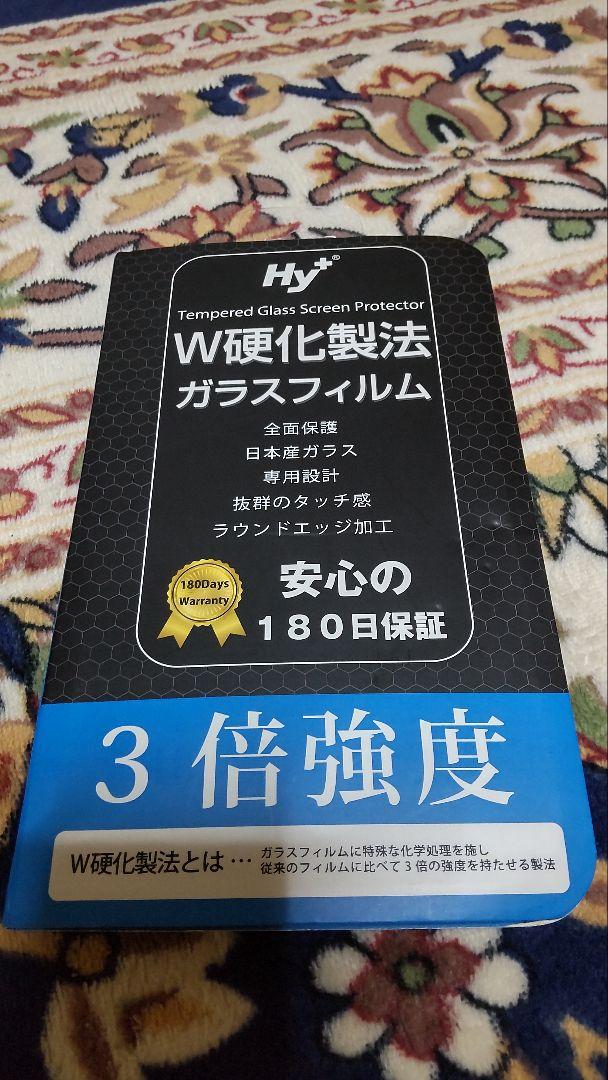 Hy+®
Tempered Glass Screen Protector
W硬化製法
ガラスフィルム
全面保護
日本産ガラス
専用設計
抜群のタッチ感
ラウンドエッジ加工
180Days
Warranty
安心の
180日保証
3倍強度
W硬化製法とは…
ガラスフィルムに特殊な化学処理を施し
従来のフィルムに比べて3倍の強度を持たせる製法